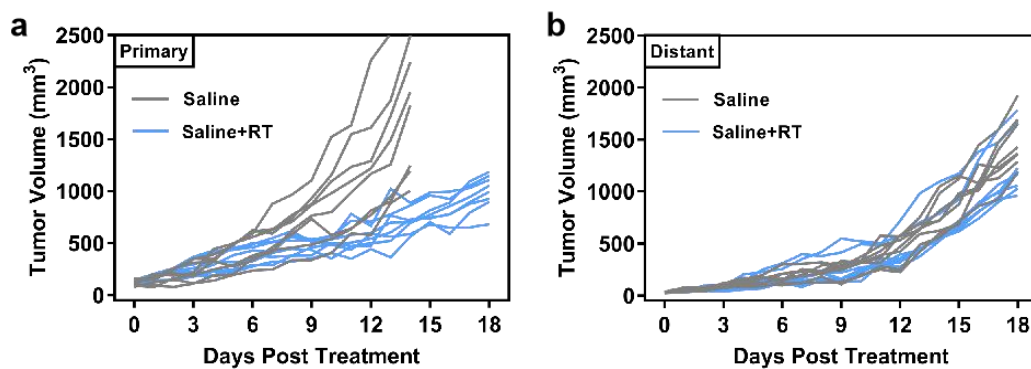 a
Primary
Saline
Saline+RT
Tumor Volume (mm³)
2500
2000
1500
1000
500
0
0 3 6 9 12 15 18
Days Post Treatment
b
Distant
Saline
Saline+RT
Tumor Volume (mm³)
2500
2000
1500
1000
500
0
0 3 6 9 12 15 18
Days Post Treatment